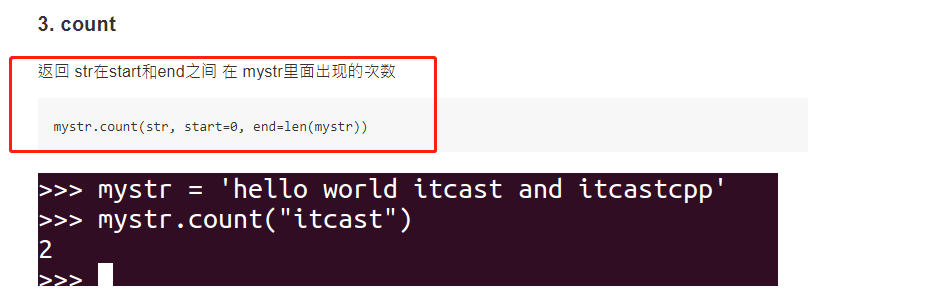 3. count
返回 str在start和end之间 在 mystr里面出现的次数
mystr.count(str, start=0, end=len(mystr))
>>> mystr = 'hello world itcast and itcastcpp'
>>> mystr.count("itcast")
2
>>>